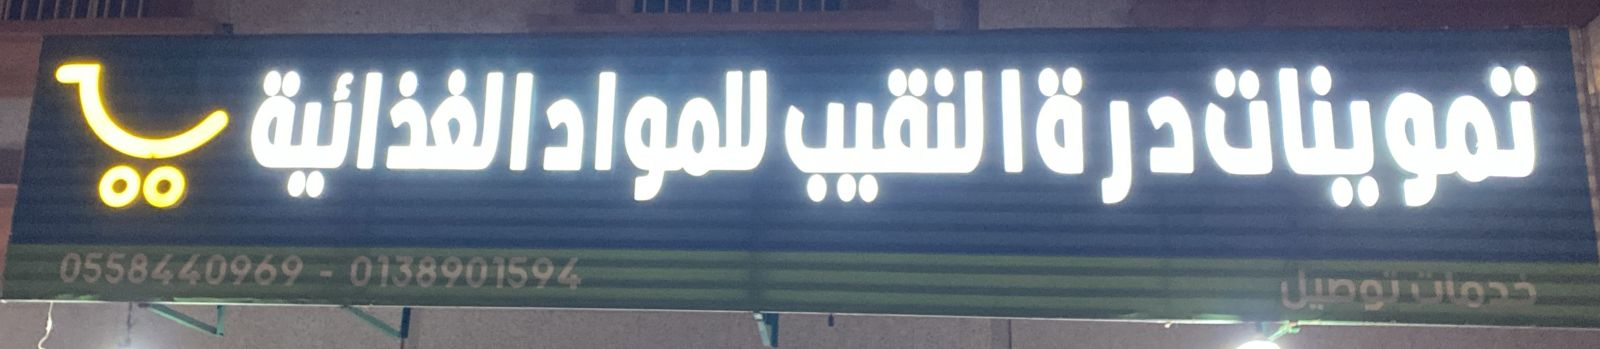 تموينات درة النقيب للمواد الغذائية
خدمات توصيل
0558440969 - 0138901594